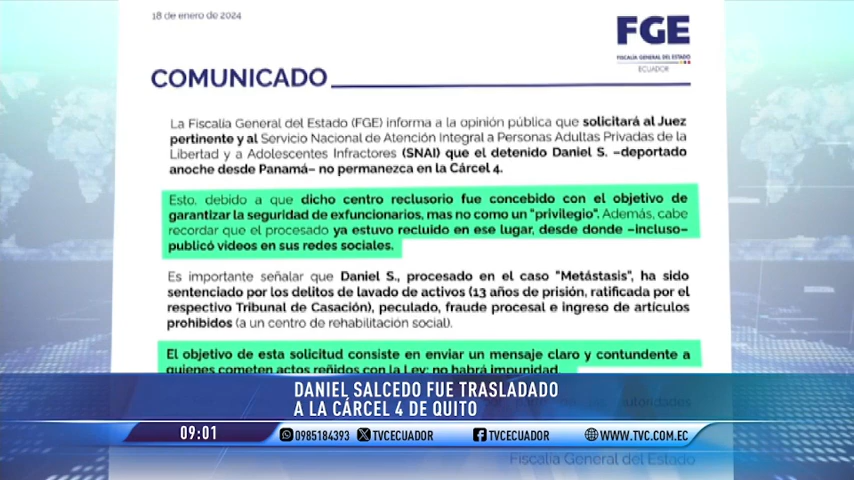 18 de enero de 2024
FGE
FISCALÍA GENERAL DEL ESTADO
ECUADOR
COMUNICADO
La Fiscalía General del Estado (FGE) informa a la opinión pública que solicitará al Juez
pertinente y al Servicio Nacional de Atención Integral a Personas Adultas Privadas de la
Libertad y a Adolescentes Infractores (SNAI) que el detenido Daniel S. –deportado
anoche desde Panamá– no permanezca en la Cárcel 4.
Esto, debido a que dicho centro reclusorio fue concebido con el objetivo de
garantizar la seguridad de exfuncionarios, mas no como un "privilegio". Además, cabe
recordar que el procesado ya estuvo recluido en ese lugar, desde donde –incluso–
publicó videos en sus redes sociales.
Es importante señalar que Daniel S., procesado en el caso "Metástasis", ha sido
sentenciado por los delitos de lavado de activos (13 años de prisión, ratificada por el
respectivo Tribunal de Casación), peculado, fraude procesal e ingreso de artículos
prohibidos (a un centro de rehabilitación social).
El objetivo de esta solicitud consiste en enviar un mensaje claro y contundente a
quienes cometen actos reñidos con la Ley: no habrá impunidad
autoridades
DANIEL SALCEDO FUE TRASLADADO
A LA CÁRCEL 4 DE QUITO
09:01 0985184393 TVCECUADOR TVCECUADOR WWW.TVC.COM.EC
Fiscalía General del Estado